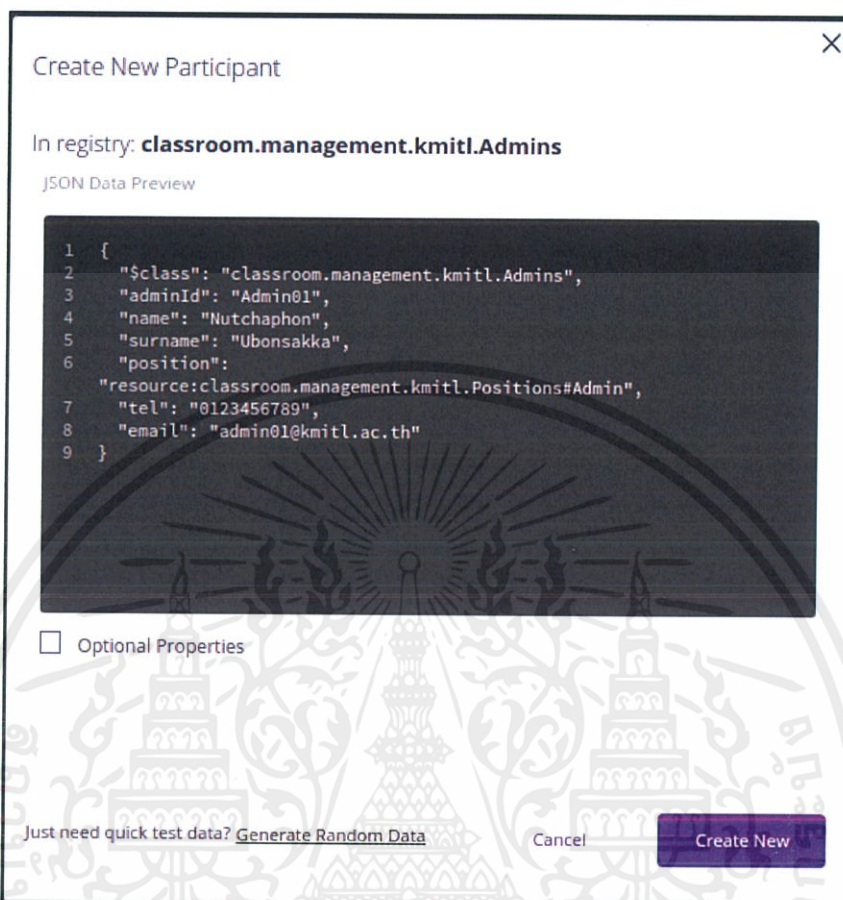 Create New Participant
In registry: classroom.management.kmitl.Admins
JSON Data Preview
1 {
2 "$class": "classroom.management.kmitl.Admins",
3 "adminId": "Admin01",
4 "name": "Nutchaphon",
5 "surname": "Ubonsakka",
6 "position":
"resource:classroom.management.kmitl.Positions#Admin",
7 "tel": "0123456789",
8 "email": "admin01@kmitl.ac.th"
9 }
Optional Properties
Just need quick test data? Generate Random Data
Cancel
Create New